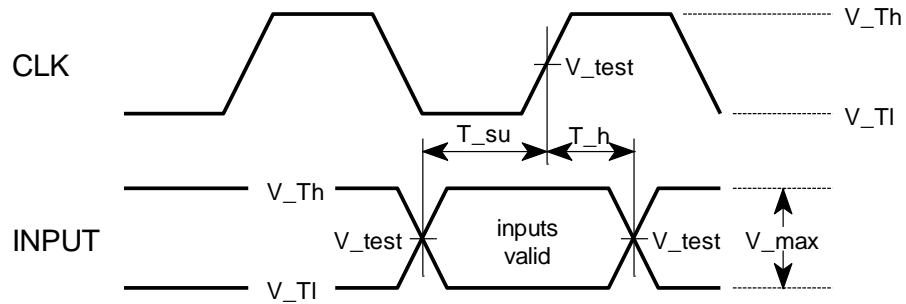 V_Th
CLK
V_test
V_Tl
T_su
T_h
V_Th
INPUT
V_test
inputs
valid
V_test
V_max
V_Tl